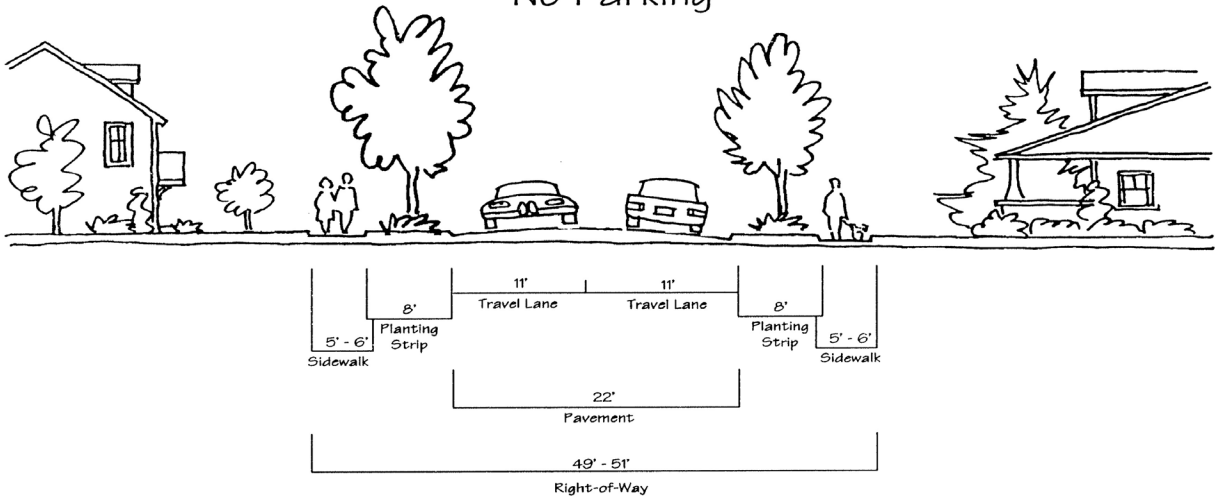 No Parking
11'
11'
Travel Lane
Travel Lane
8'
8'
Planting
Strip
Planting
Strip
5' - 6'
5' - 6'
Sidewalk
Sidewalk
22'
Pavement
49' - 51'
Right-of-Way